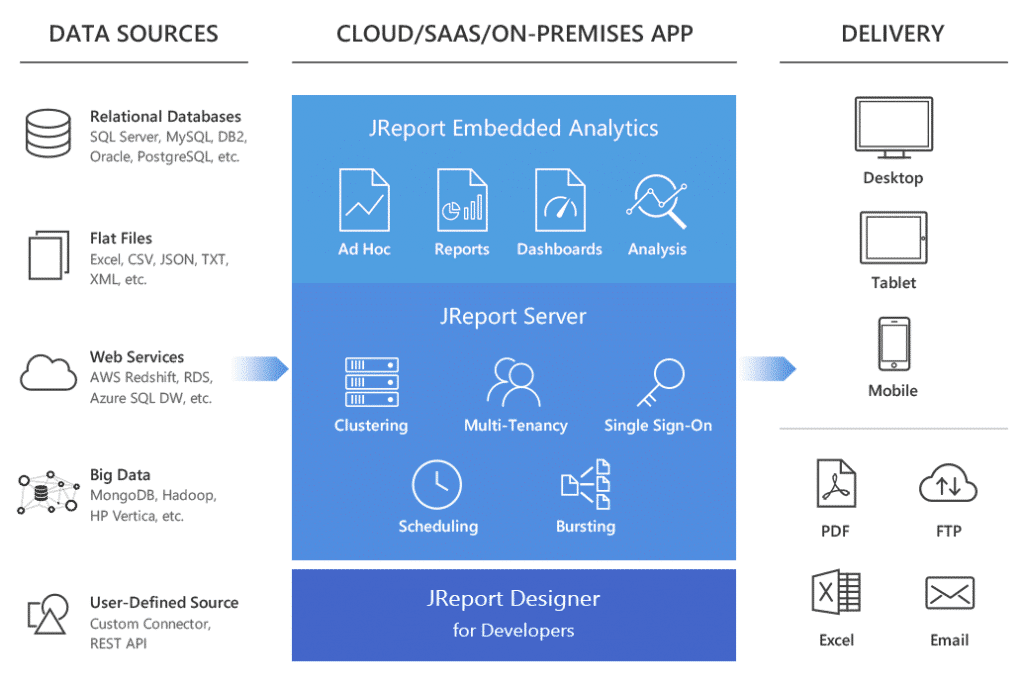 DATA SOURCES
Relational Databases
SQL Server, MySQL, DB2,
Oracle, PostgreSQL, etc.
Flat Files
Excel, CSV, JSON, TXT,
XML, etc.
Web Services
AWS Redshift, RDS,
Azure SQL DW, etc.
Big Data
MongoDB, Hadoop,
HP Vertica, etc.
User-Defined Source
Custom Connector,
REST API
CLOUD/SAAS/ON-PREMISES APP
JReport Embedded Analytics
Ad Hoc
Reports
Dashboards
Analysis
JReport Server
Clustering
Multi-Tenancy
Single Sign-On
Scheduling
Bursting
JReport Designer
for Developers
DELIVERY
Desktop
Tablet
Mobile
PDF
FTP
Excel
Email